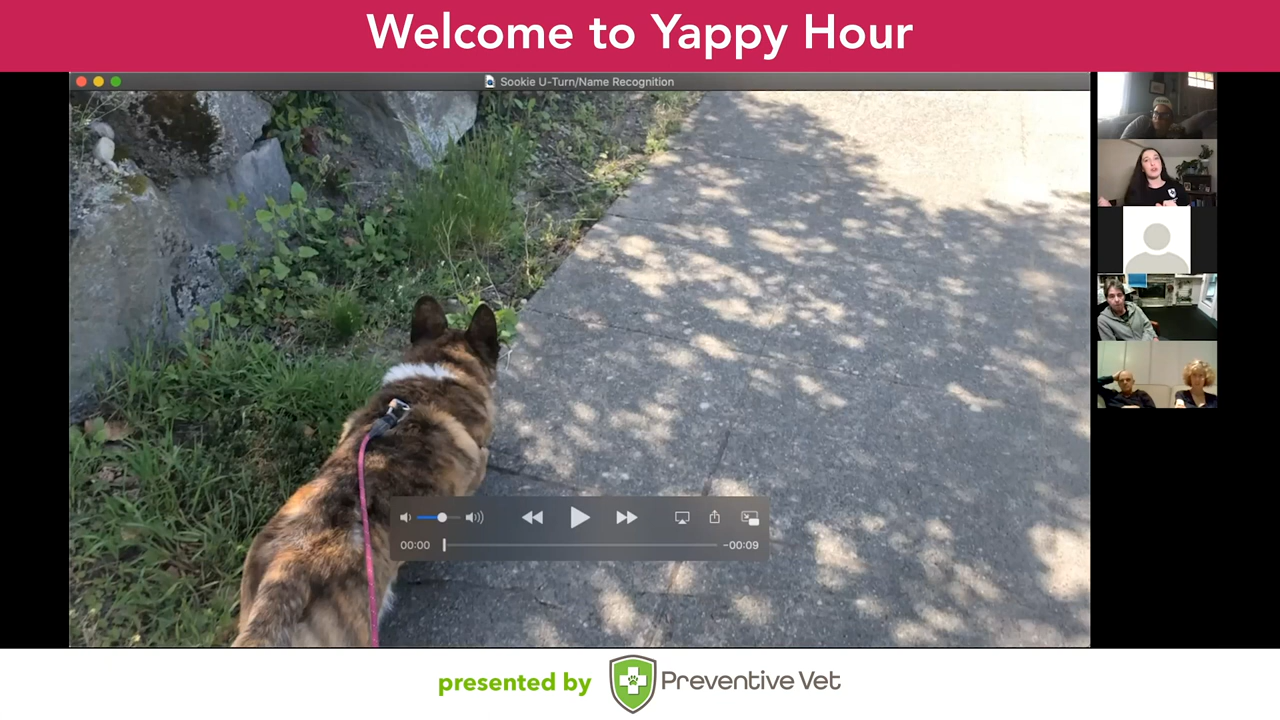 Welcome to Yappy Hour
Sookie U-Turn/Name Recognition
00:00
-00:09
presented by
Preventive Vet